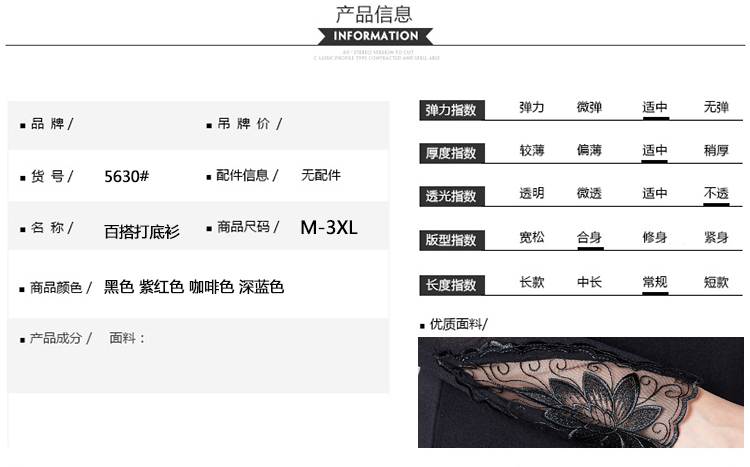 产品信息
INFORMATION
▪ 品 牌 / ▪ 吊 牌 价 /
▪ 货 号 / 5630# ▪ 配件信息 / 无配件
▪ 名 称 / 百搭打底衫 ▪ 商品尺码 / M-3XL
▪ 商品颜色 / 黑色 紫红色 咖啡色 深蓝色
▪ 产品成分 / 面料：
弹力指数 弹力 微弹 适中 无弹
厚度指数 较薄 偏薄 适中 稍厚
透光指数 透明 微透 适中 不透
版型指数 宽松 合身 修身 紧身
长度指数 长款 中长 常规 短款
▪ 优质面料/